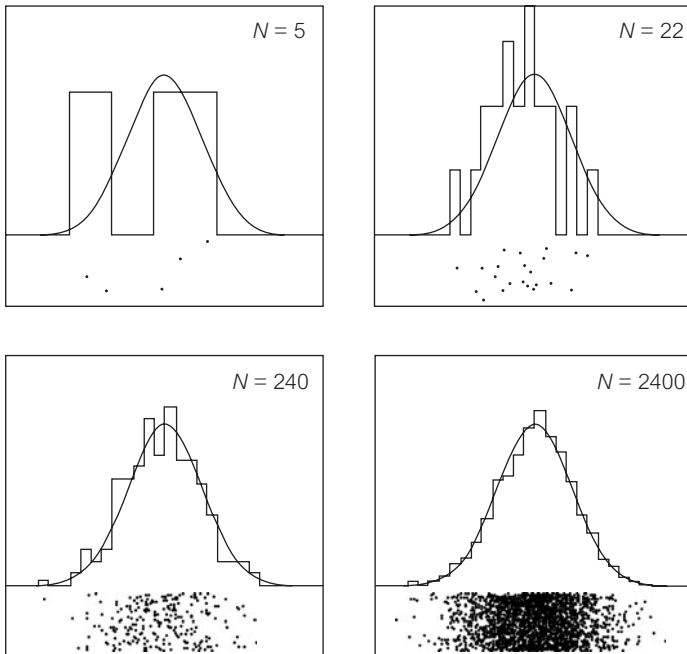 N = 5
N = 22
N = 240
N = 2400